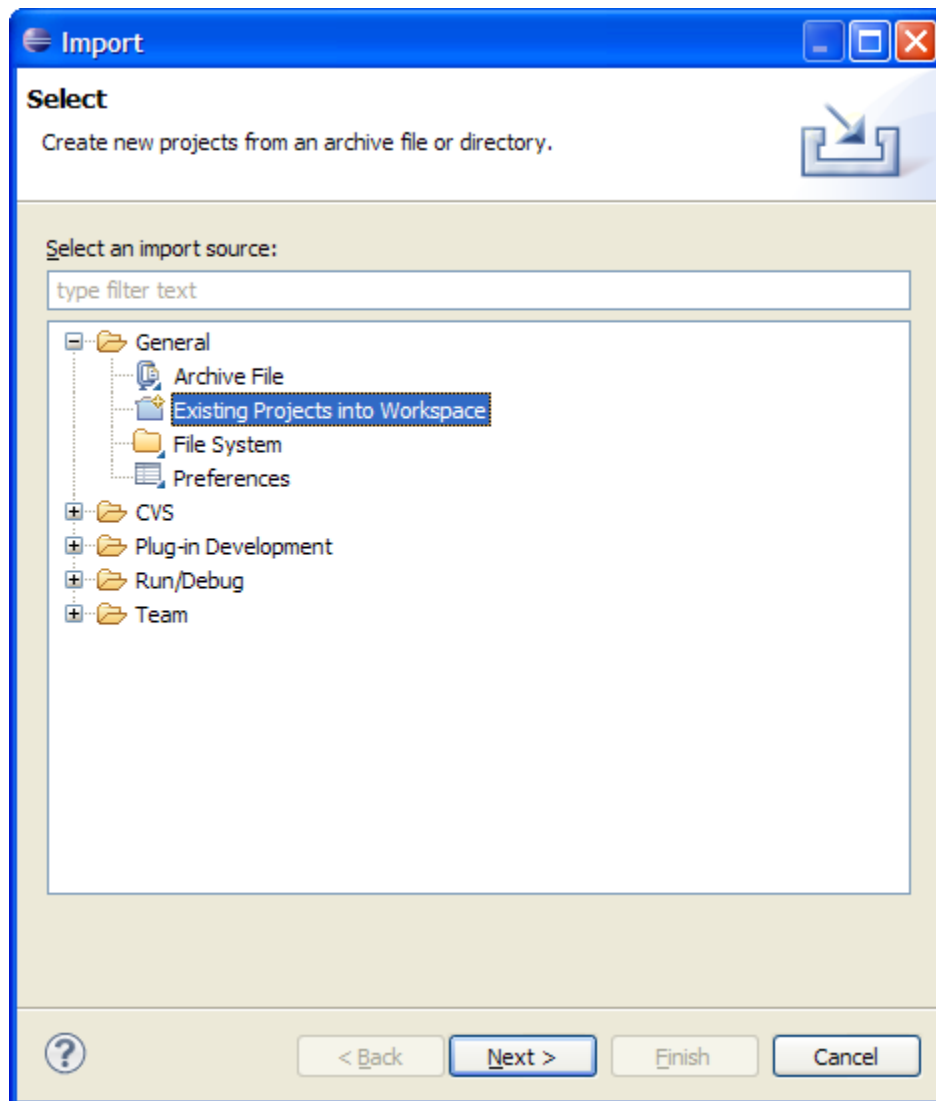 Import
Select
Create new projects from an archive file or directory.
Select an import source:
type filter text
General
Archive File
Existing Projects into Workspace
File System
Preferences
CVS
Plug-in Development
Run/Debug
Team
?
< Back Next > Finish Cancel